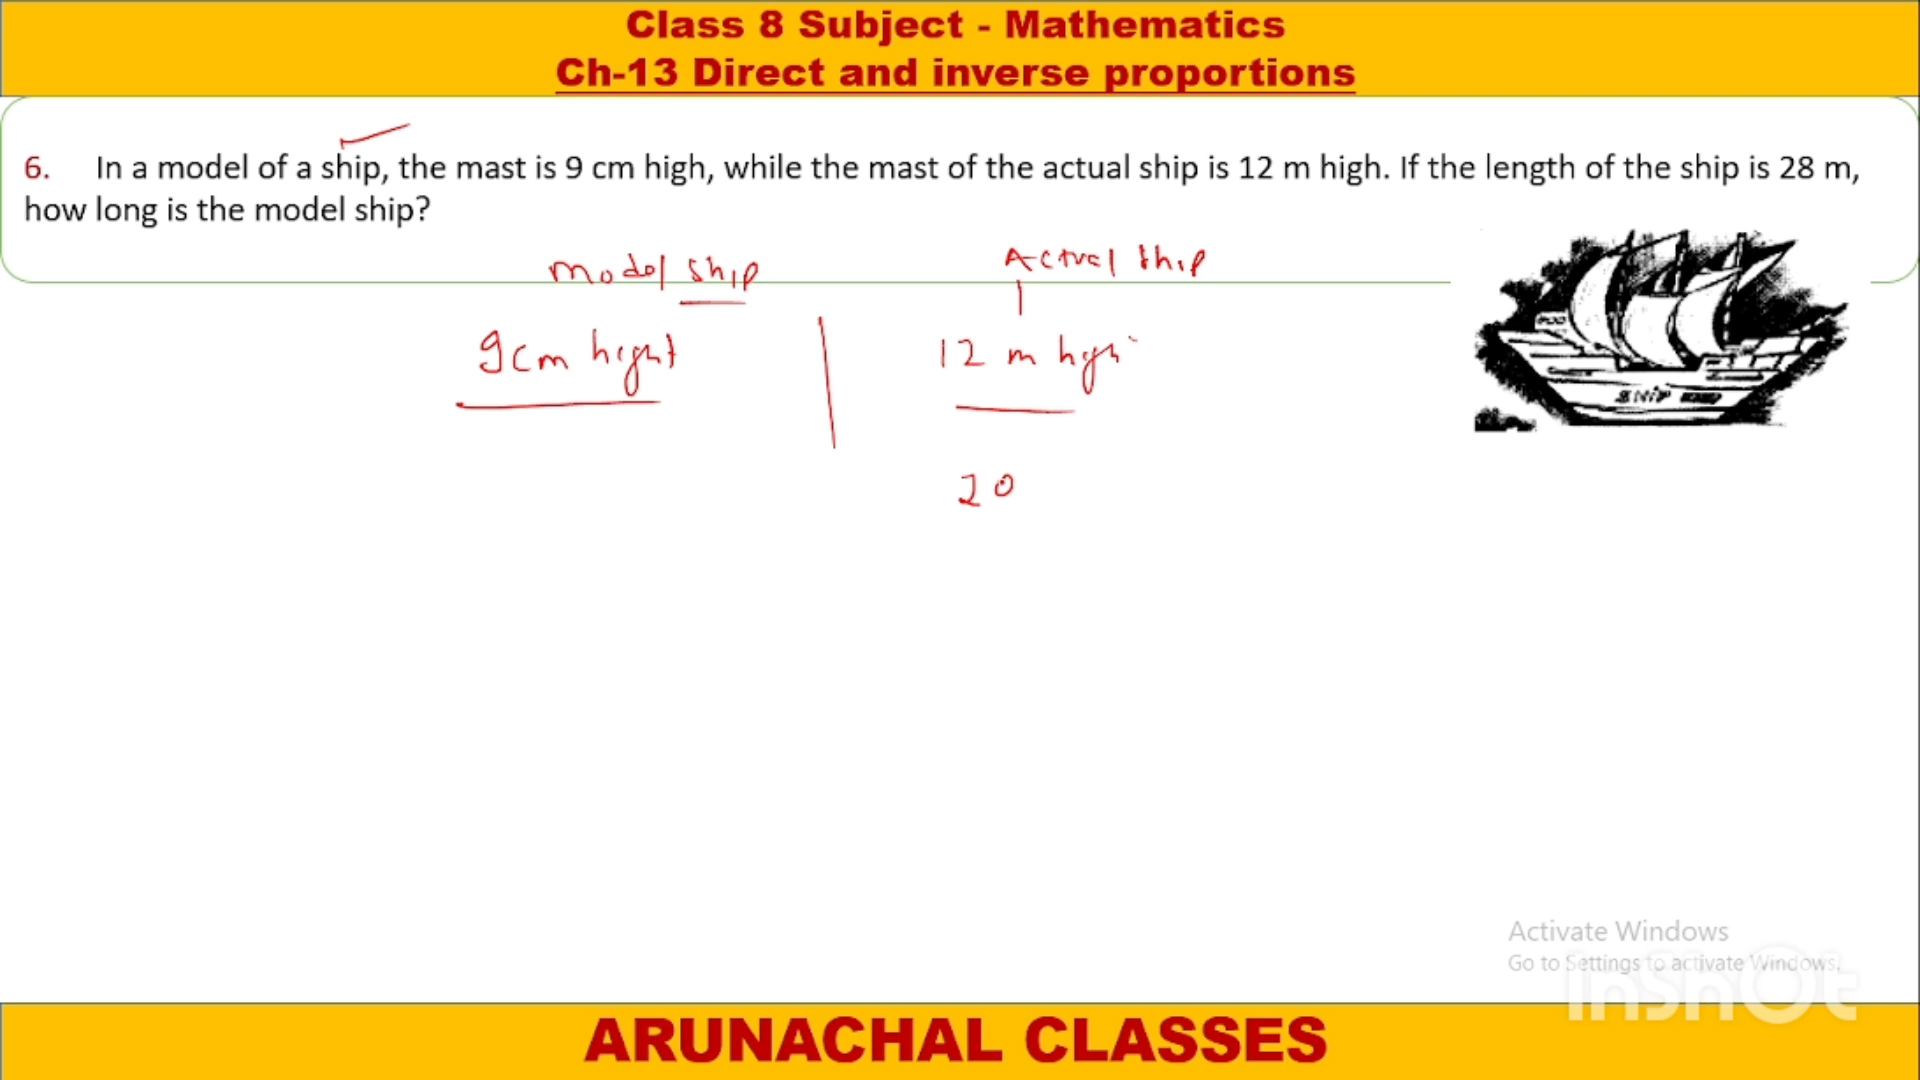 Class 8 Subject - Mathematics
Ch-13 Direct and inverse proportions
6. In a model of a ship, the mast is 9 cm high, while the mast of the actual ship is 12 m high. If the length of the ship is 28 m,
how long is the model ship?
model ship
Actual ship
9cm hight
12 m high
20
SHIP
Activate Windows
Go to Settings to activate Windows.
InShOt
ARUNACHAL CLASSES